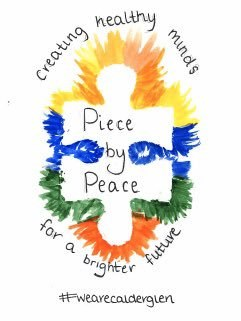 Creating healthy minds
Piece
by
Peace
for a brighter future
#wearecalderglen